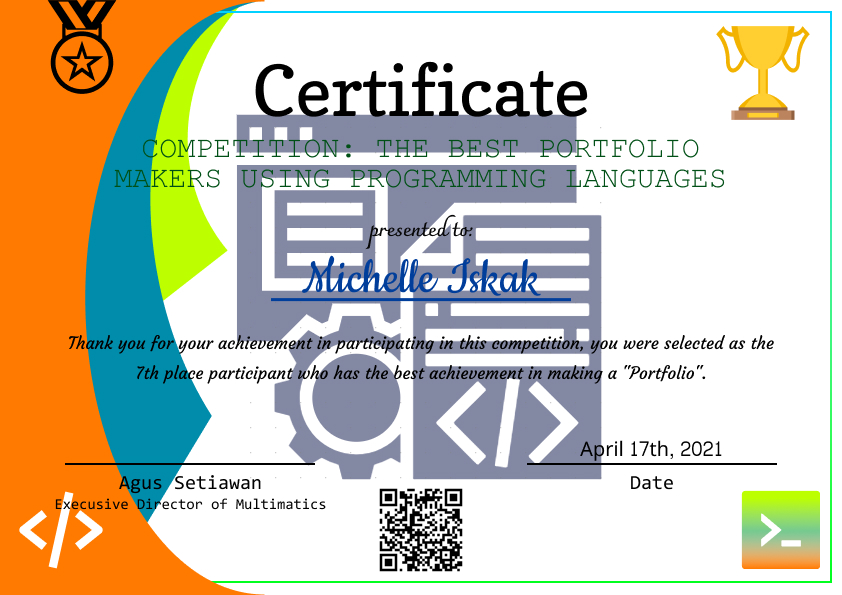 Certificate
COMPETITION: THE BEST PORTFOLIO
MAKERS USING PROGRAMMING LANGUAGES
presented to:
Michelle Iskak
Thank you for your achievement in participating in this competition, you were selected as the
7th place participant who has the best achievement in making a "Portfolio".
April 17th, 2021
Agus Setiawan
Date
Execusive Director of Multimatics